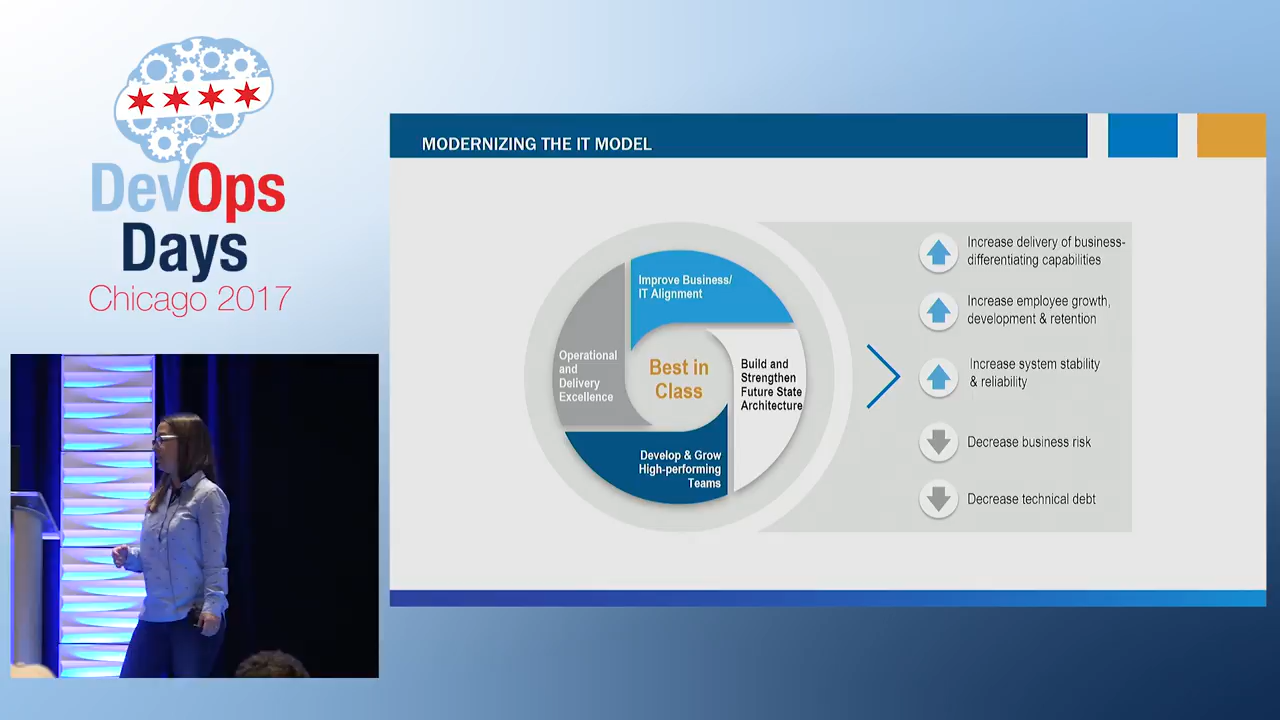 DevOps
Days
Chicago 2017
MODERNIZING THE IT MODEL
Improve Business/
IT Alignment
Operational
and
Delivery
Excellence
Best in
Class
Build and
Strengthen
Future State
Architecture
Develop & Grow
High-performing
Teams
Increase delivery of business-
differentiating capabilities
Increase employee growth,
development & retention
Increase system stability
& reliability
Decrease business risk
Decrease technical debt